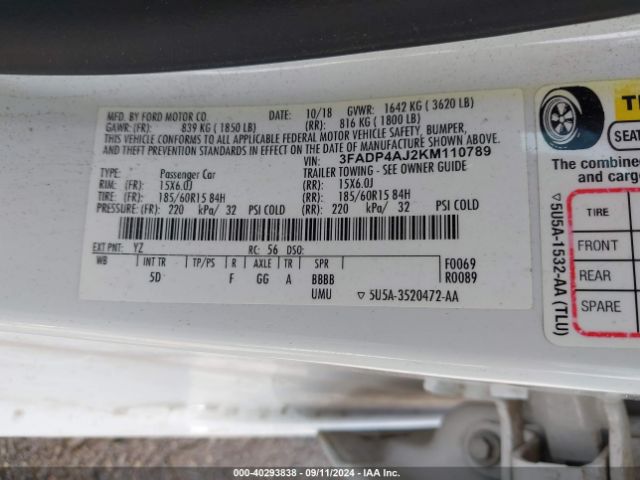 MFD. BY FORD MOTOR CO. DATE: 10/18 GVWR: 1642 KG ( 3620 LB)
GAWR: (FR): 839 KG ( 1850 LB) (RR): 816 KG ( 1800 LB)
THIS VEHICLE CONFORMS TO ALL APPLICABLE FEDERAL MOTOR VEHICLE SAFETY, BUMPER,
AND THEFT PREVENTION STANDARDS IN EFFECT ON THE DATE OF MANUFACTURE SHOWN ABOVE.
VIN: 3FADP4AJ2KM110789
TYPE: Passenger Car TRAILER TOWING - SEE OWNER GUIDE
RIM: (FR): 15X6.0J (RR): 15X6.0J
TIRE: (FR): 185/60R15 84H (RR): 185/60R15 84H
PRESSURE: (FR): 220 kPa/ 32 PSI COLD (RR): 220 kPa/ 32 PSI COLD
EXT PNT: YZ RC: 56 DSO:
WB INT TR TP/PS R AXLE TR SPR F0069
5D F GG A BBBB R0089
UMU ▽ 5U5A-3520472-AA
SEAT
The combined
and cargo
▽ 5U5A-1532-AA (TLU)
TIRE
FRONT
REAR
SPARE
000-40293838 - 09/11/2024 - IAA Inc.